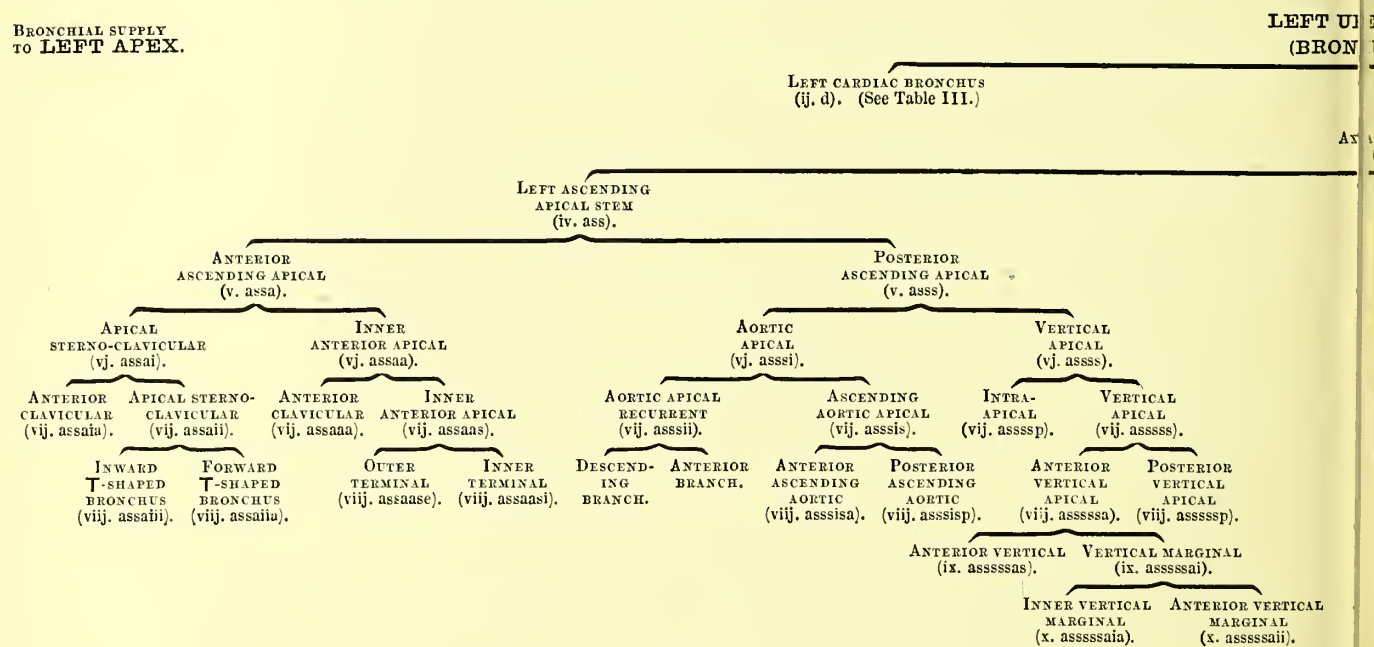 BRONCHIAL SUPPLY
TO LEFT APEX.
LEFT U
(BRON
LEFT CARDIAC BRONCHUS
(ij. d). (See Table III.)
LEFT ASCENDING
APICAL STEM
(iv. ass).
ANTERIOR
ASCENDING APICAL
(v. assa).
POSTERIOR
ASCENDING APICAL
(v. asss).
APICAL
STERNO-CLAVICULAR
(vj. assai).
INNER
ANTERIOR APICAL
(vj. assaa).
AORTIC
APICAL
(vj. asssi).
VERTICAL
APICAL
(vj. assss).
ANTERIOR
CLAVICULAR
(vij. assaia).
APICAL STERNO-
CLAVICULAR
(vij. assaii).
ANTERIOR
CLAVICULAR
(vij. assaaa).
INNER
ANTERIOR APICAL
(vij. assaas).
AORTIC APICAL
RECURRENT
(vij. asssii).
ASCENDING
AORTIC APICAL
(vij. asssis).
INTRA-
APICAL
(vij. assssp).
VERTICAL
APICAL
(vij. asssss).
INWARD
T-SHAPED
BRONCHUS
(viij. assaiii).
FORWARD
T-SHAPED
BRONCHUS
(viij. assaiia).
OUTER
TERMINAL
(viij. assaase).
INNER
TERMINAL
(viij. assaasi).
DESCEND-
ING
BRANCH.
ANTERIOR
BRANCH.
ANTERIOR
ASCENDING
AORTIC
(viij. asssisa).
POSTERIOR
ASCENDING
AORTIC
(viij. asssisp).
ANTERIOR
VERTICAL
APICAL
(viij. asssssa).
POSTERIOR
VERTICAL
APICAL
(viij. asssssp).
ANTERIOR VERTICAL
(ix. asssssas).
VERTICAL MARGINAL
(ix. asssssai).
INNER VERTICAL
MARGINAL
(x. asssssaia).
ANTERIOR VERTICAL
MARGINAL
(x. asssssaii).